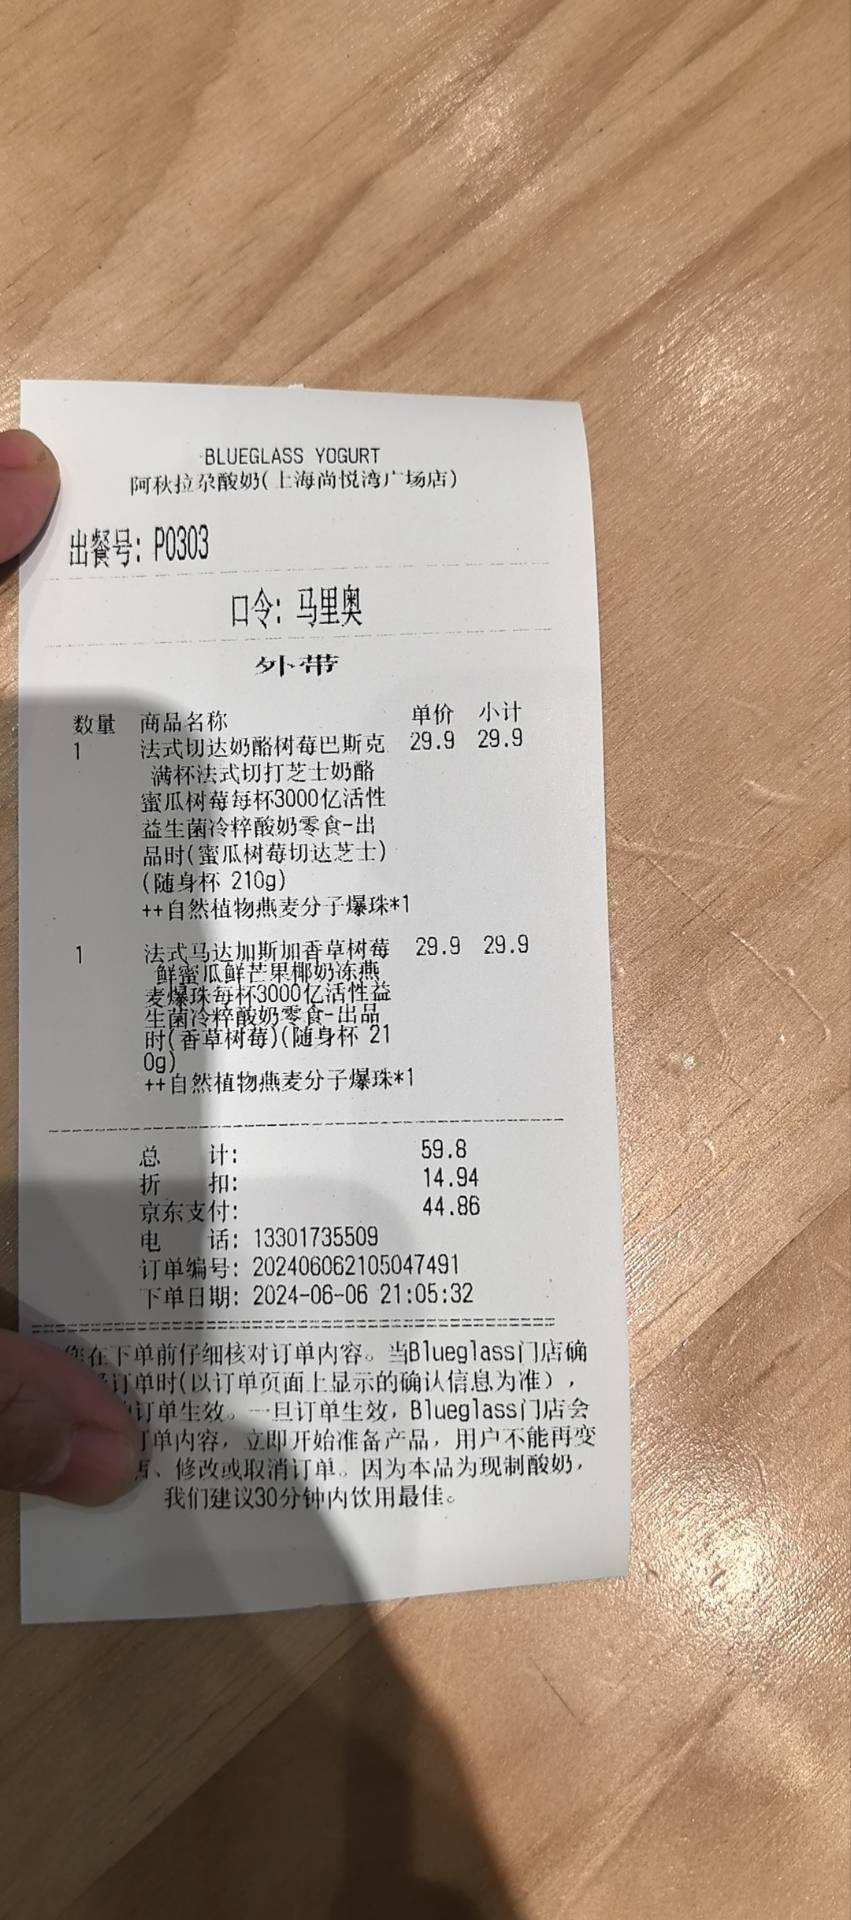 BLUEGLASS YOGURT
阿秋拉尕酸奶(上海尚悦湾广场店)
出餐号: P0303
口令: 马里奥
外带
数量 商品名称 单价 小计
1 法式切达奶酪树莓巴斯克 29.9 29.9
满杯法式切打芝士奶酪
蜜瓜树莓每杯3000亿活性
益生菌冷粹酸奶零食-出
品时(蜜瓜树莓切达芝士)
(随身杯 210g)
++自然植物燕麦分子爆珠*1
1 法式马达加斯加香草树莓 29.9 29.9
鲜蜜瓜鲜芒果椰奶冻燕
麦爆珠每杯3000亿活性益
生菌冷粹酸奶零食-出品
时(香草树莓)(随身杯 21
0g)
++自然植物燕麦分子爆珠*1
总 计: 59.8
折 扣: 14.94
京东支付: 44.86
电 话: 13301735509
订单编号: 202406062105047491
下单日期: 2024-06-06 21:05:32
您在下单前仔细核对订单内容。当Blueglass门店确
订单时(以订单页面上显示的确认信息为准),
订单生效。一旦订单生效,Blueglass门店会
订单内容,立即开始准备产品,用户不能再变
、修改或取消订单。因为本品为现制酸奶,
我们建议30分钟内饮用最佳。